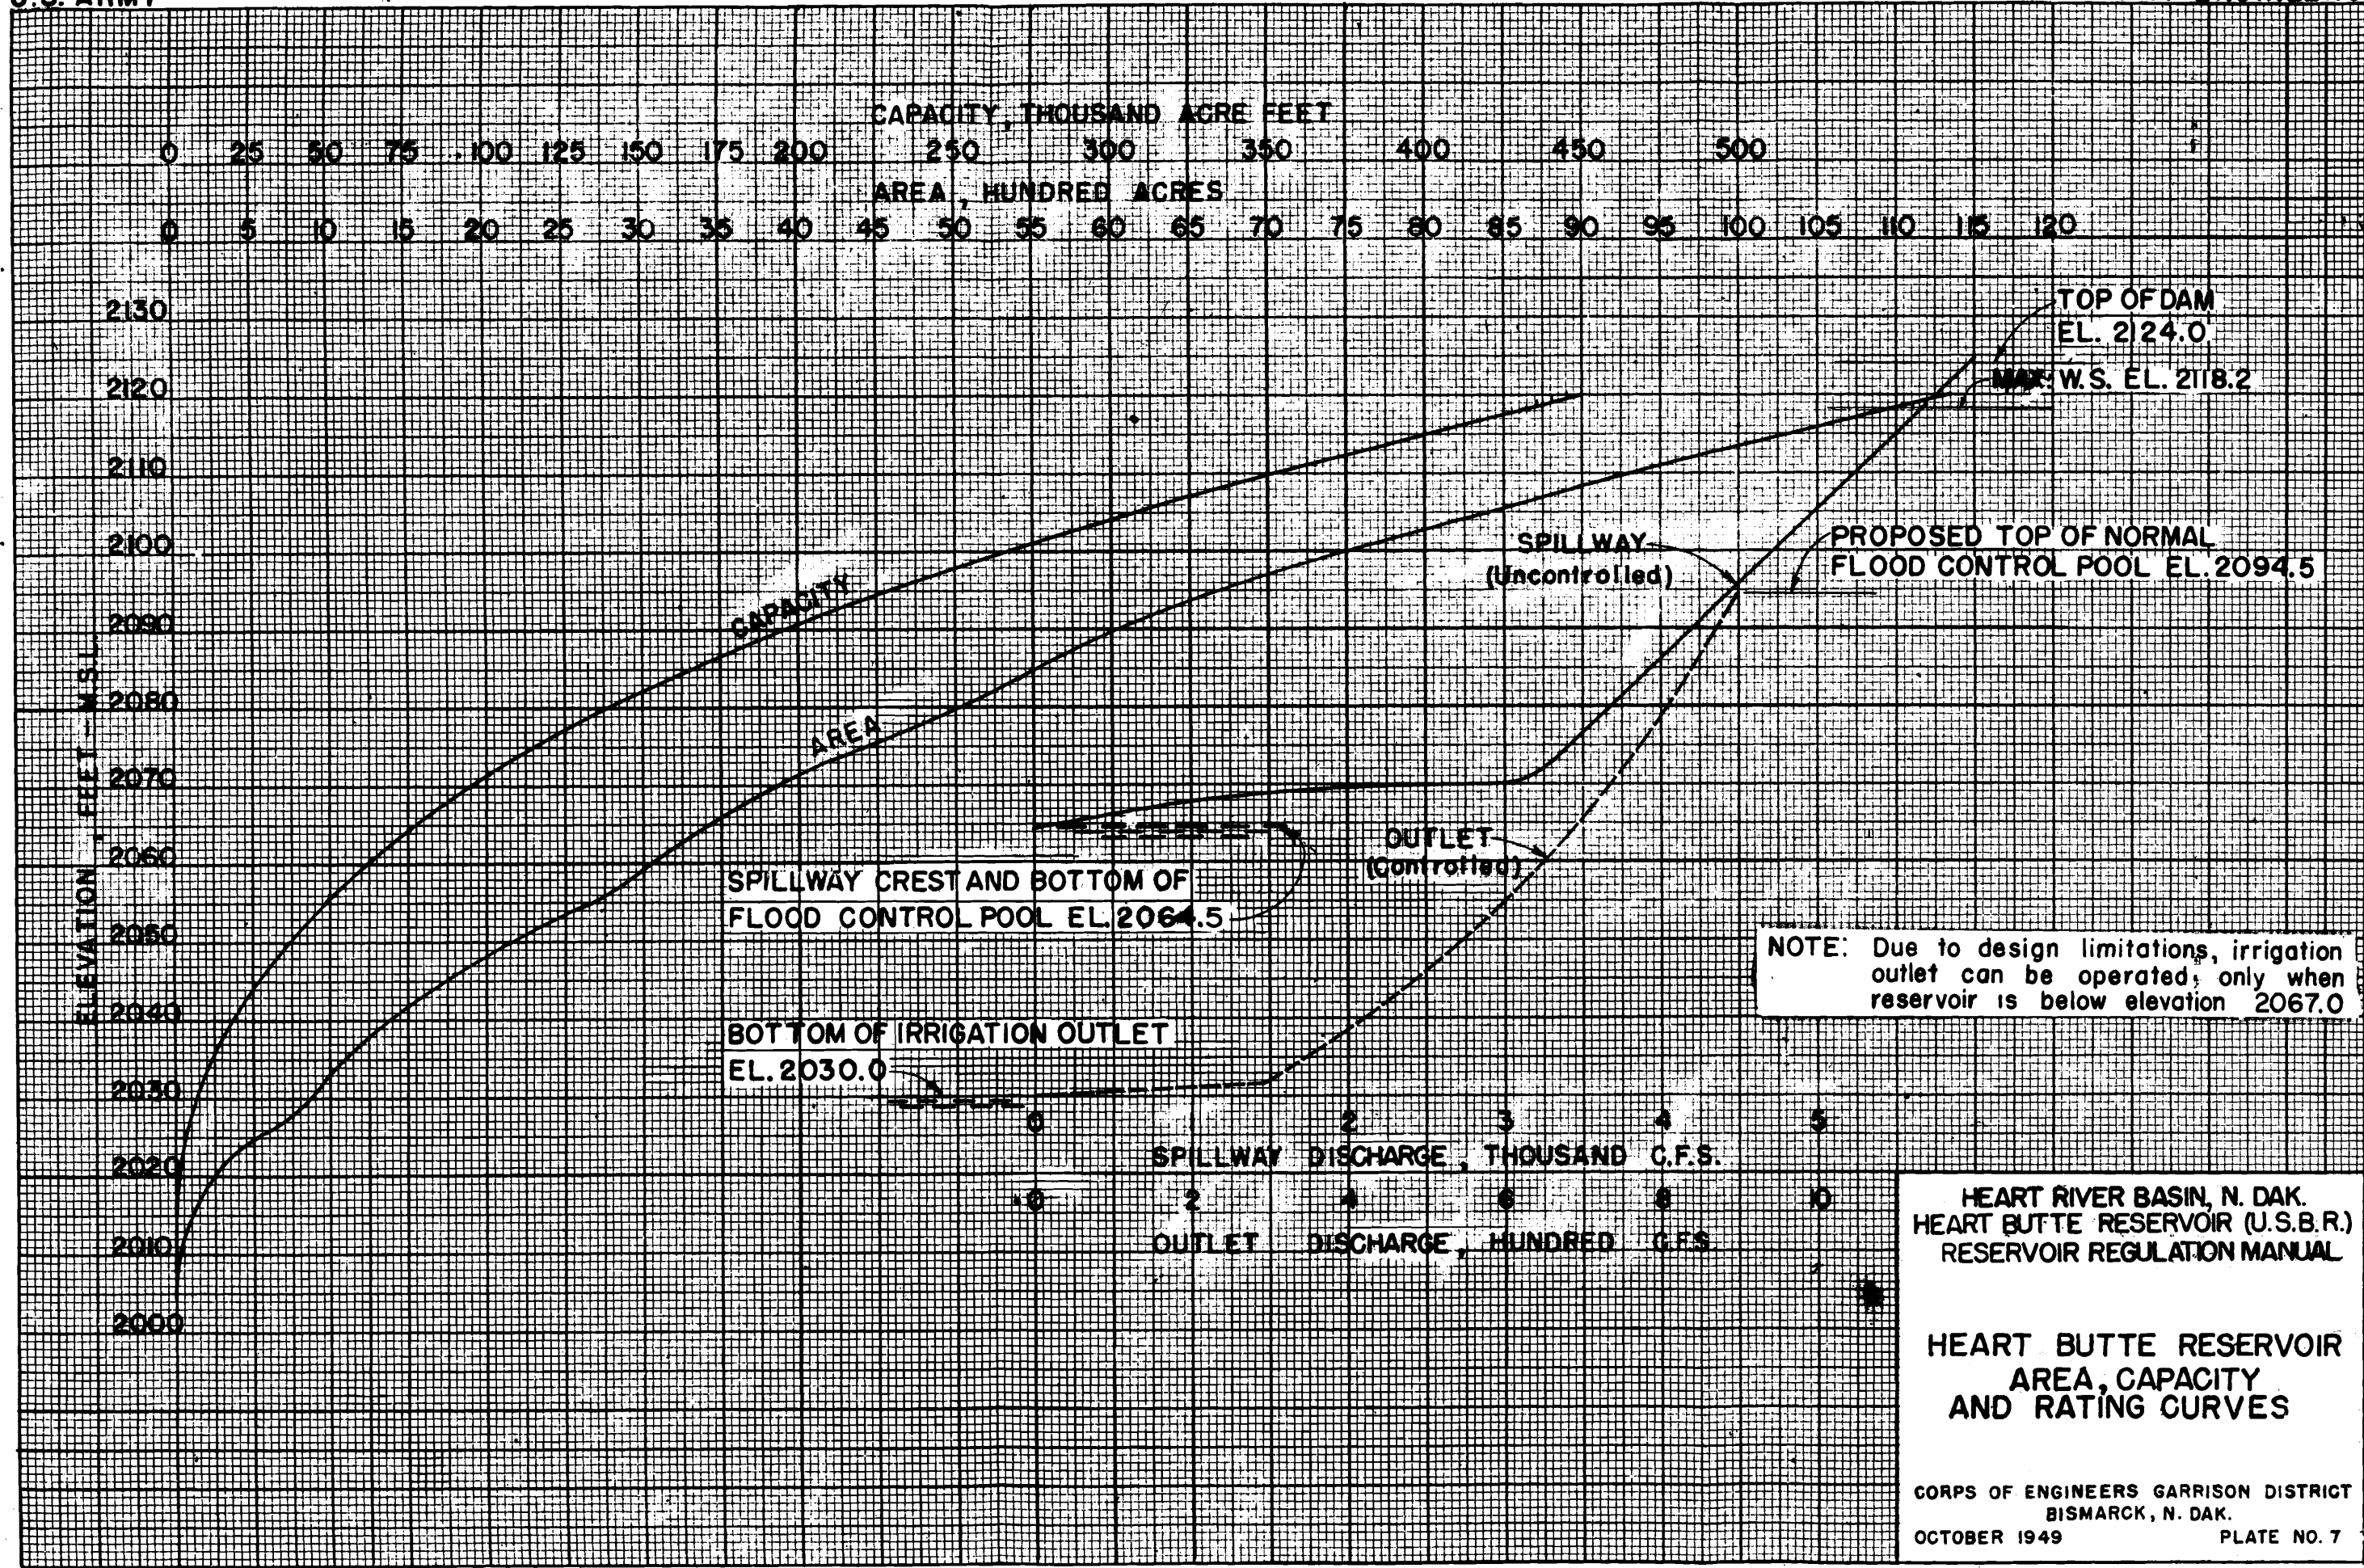 CAPACITY, THOUSAND ACRE FEET
0 25 50 75 100 125 150 175 200 250 300 350 400 450 500
AREA, HUNDRED ACRES
0 5 10 15 20 25 30 35 40 45 50 55 60 65 70 75 80 85 90 95 100 105 110 115 120
2130
TOP OF DAM
EL. 2124.0
2120
MAX. W.S. EL. 2118.2
2110
2100
SPILLWAY
(Uncontrolled)
PROPOSED TOP OF NORMAL
FLOOD CONTROL POOL EL. 2094.5
CAPACITY
2090
ELEVATION, FEET - M.S.L.
2080
AREA
2070
2060
OUTLET
(Controlled)
SPILLWAY CREST AND BOTTOM OF
FLOOD CONTROL POOL EL. 2064.5
2050
NOTE: Due to design limitations, irrigation
outlet can be operated, only when
reservoir is below elevation 2067.0
2040
BOTTOM OF IRRIGATION OUTLET
EL. 2030.0
2030
0 1 2 3 4 5
SPILLWAY DISCHARGE, THOUSAND C.F.S.
2020
0 2 4 6 8 10
OUTLET DISCHARGE, HUNDRED C.F.S.
2010
2000
HEART RIVER BASIN, N. DAK.
HEART BUTTE RESERVOIR (U.S.B.R.)
RESERVOIR REGULATION MANUAL
HEART BUTTE RESERVOIR
AREA, CAPACITY
AND RATING CURVES
CORPS OF ENGINEERS GARRISON DISTRICT
BISMARCK, N. DAK.
OCTOBER 1949 PLATE NO. 7